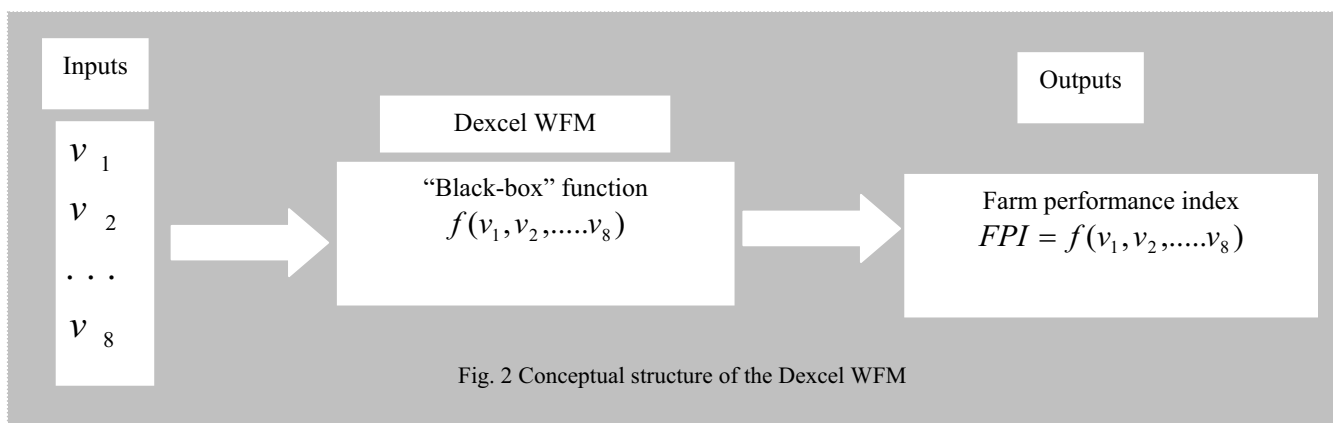 Inputs
v 1
v 2
. . .
v 8
Dexcel WFM
“Black-box” function
f(v1,v2,.....v8)
Outputs
Farm performance index
FPI = f(v1,v2,.....v8)
Fig. 2 Conceptual structure of the Dexcel WFM